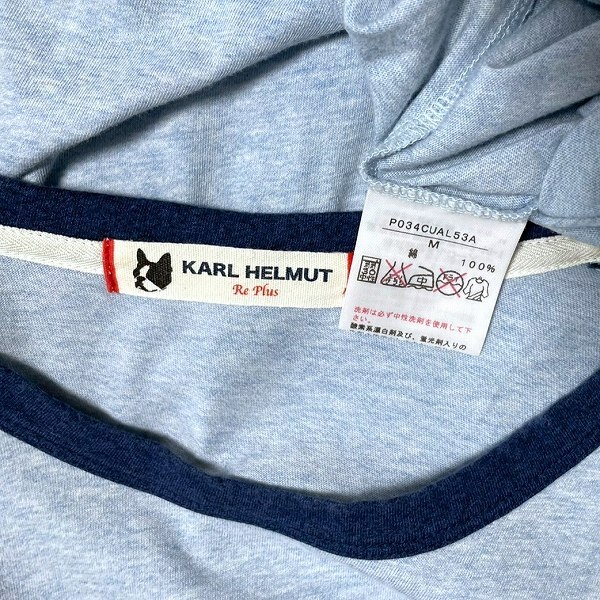 KARL HELMUT
Re Plus
P034CUAL53A
M
綿 100%
中
洗剤は必ず中性洗剤を使用して下
さい。
酸素系漂白剤及び、蛍光剤入りの